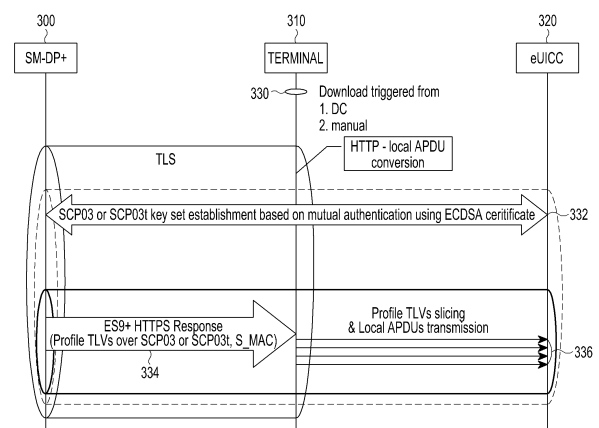 300
310
320
SM-DP+
TERMINAL
eUICC
330
Download triggered from
1. DC
2. manual
HTTP - local APDU
conversion
TLS
SCP03 or SCP03t key set establishment based on mutual authentication using ECDSA ceritificate
332
ES9+ HTTPS Response
(Profile TLVs over SCP03 or SCP03t, S_MAC)
334
Profile TLVs slicing
& Local APDUs transmission
336